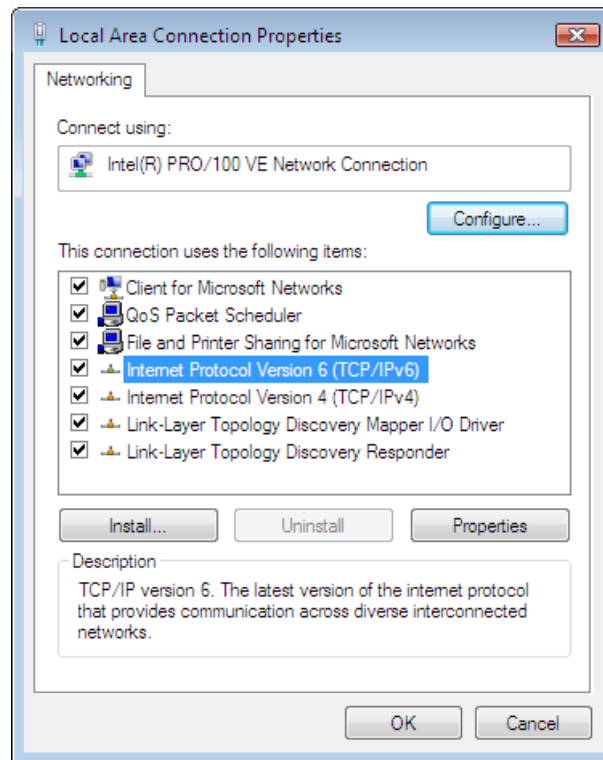 Local Area Connection Properties
Networking
Connect using:
Intel(R) PRO/100 VE Network Connection
Configure...
This connection uses the following items:
Client for Microsoft Networks
QoS Packet Scheduler
File and Printer Sharing for Microsoft Networks
Internet Protocol Version 6 (TCP/IPv6)
Internet Protocol Version 4 (TCP/IPv4)
Link-Layer Topology Discovery Mapper I/O Driver
Link-Layer Topology Discovery Responder
Install... Uninstall Properties
Description
TCP/IP version 6. The latest version of the internet protocol
that provides communication across diverse interconnected
networks.
OK Cancel